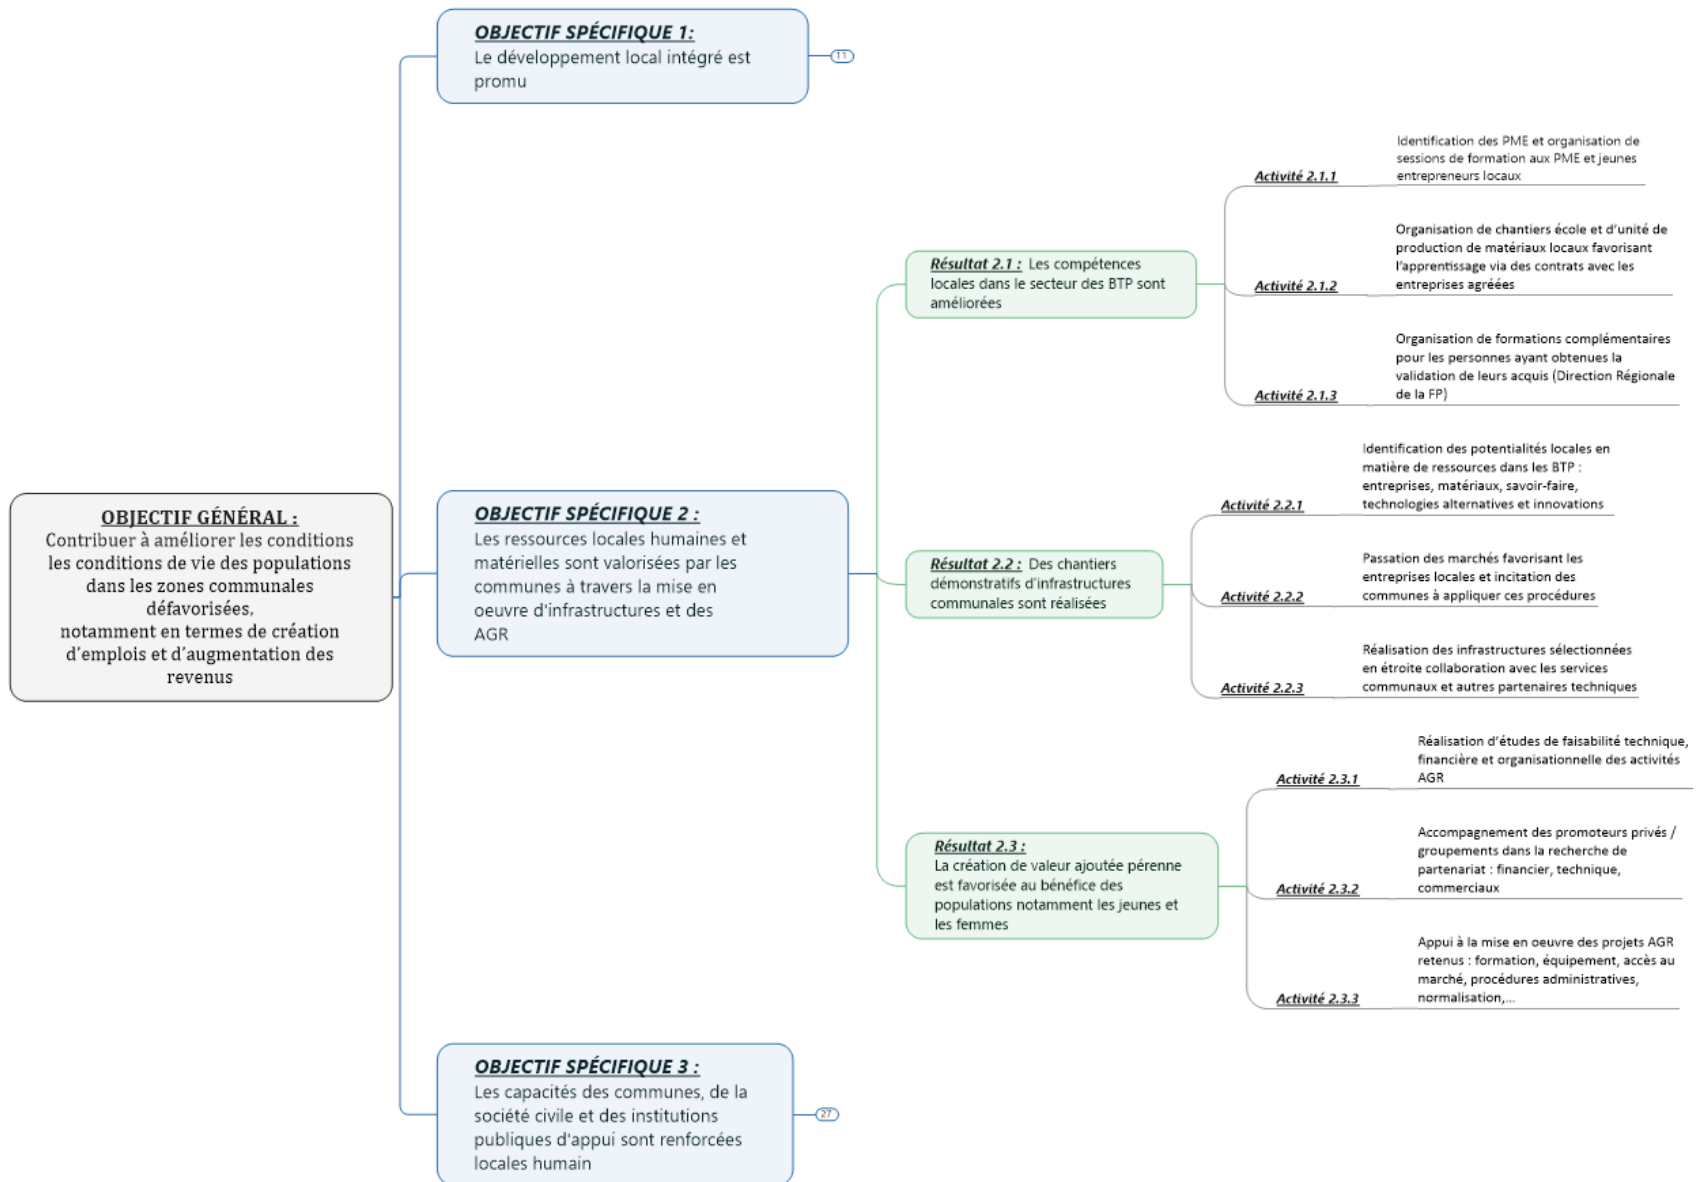 OBJECTIF GÉNÉRAL :
Contribuer à améliorer les conditions
les conditions de vie des populations
dans les zones communales
défavorisées,
notamment en termes de création
d'emplois et d'augmentation des
revenus
OBJECTIF SPÉCIFIQUE 1:
Le développement local intégré est
promu
11
OBJECTIF SPÉCIFIQUE 2 :
Les ressources locales humaines et
matérielles sont valorisées par les
communes à travers la mise en
oeuvre d'infrastructures et des
AGR
Résultat 2.1 : Les compétences
locales dans le secteur des BTP sont
améliorées
Activité 2.1.1
Identification des PME et organisation de
sessions de formation aux PME et jeunes
entrepreneurs locaux
Activité 2.1.2
Organisation de chantiers école et d'unité de
production de matériaux locaux favorisant
l'apprentissage via des contrats avec les
entreprises agréées
Activité 2.1.3
Organisation de formations complémentaires
pour les personnes ayant obtenues la
validation de leurs acquis (Direction Régionale
de la FP)
Résultat 2.2 : Des chantiers
démonstratifs d'infrastructures
communales sont réalisées
Activité 2.2.1
Identification des potentialités locales en
matière de ressources dans les BTP :
entreprises, matériaux, savoir-faire,
technologies alternatives et innovations
Activité 2.2.2
Passation des marchés favorisant les
entreprises locales et incitation des
communes à appliquer ces procédures
Activité 2.2.3
Réalisation des infrastructures sélectionnées
en étroite collaboration avec les services
communaux et autres partenaires techniques
Résultat 2.3 :
La création de valeur ajoutée pérenne
est favorisée au bénéfice des
populations notamment les jeunes et
les femmes
Activité 2.3.1
Réalisation d'études de faisabilité technique,
financière et organisationnelle des activités
AGR
Activité 2.3.2
Accompagnement des promoteurs privés /
groupements dans la recherche de
partenariat : financier, technique,
commerciaux
Activité 2.3.3
Appui à la mise en oeuvre des projets AGR
retenus : formation, équipement, accès au
marché, procédures administratives,
normalisation,...
OBJECTIF SPÉCIFIQUE 3 :
Les capacités des communes, de la
société civile et des institutions
publiques d'appui sont renforcées
locales humain
27